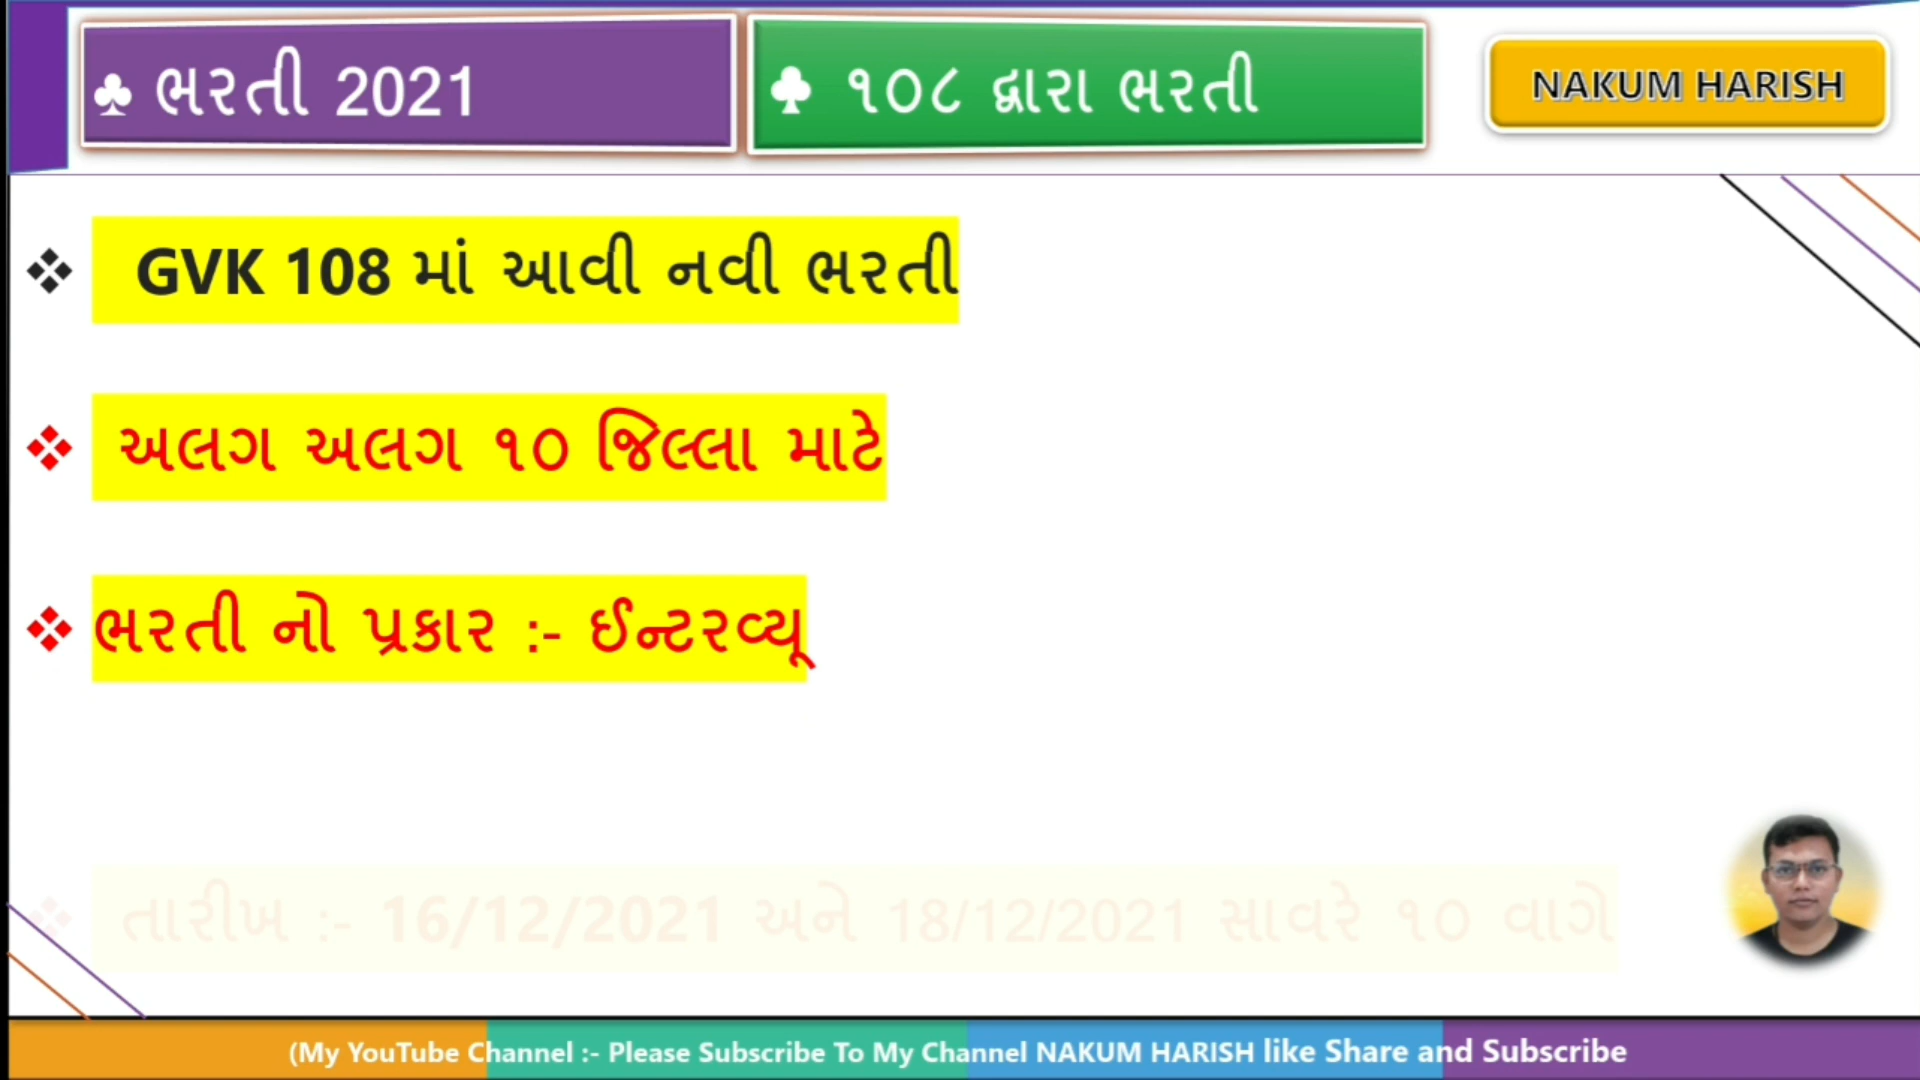 ♣ ભરતી 2021
♣ ૧૦૮ દ્વારા ભરતી
NAKUM HARISH
❖ GVK 108 માં આવી નવી ભરતી
❖ અલગ અલગ ૧૦ જિલ્લા માટે
❖ ભરતી નો પ્રકાર :- ઈન્ટરવ્યૂ
❖ તારીખ :- 16/12/2021 અને 18/12/2021 સાવરે ૧૦ વાગે
(My YouTube Channel :- Please Subscribe To My Channel NAKUM HARISH like Share and Subscribe